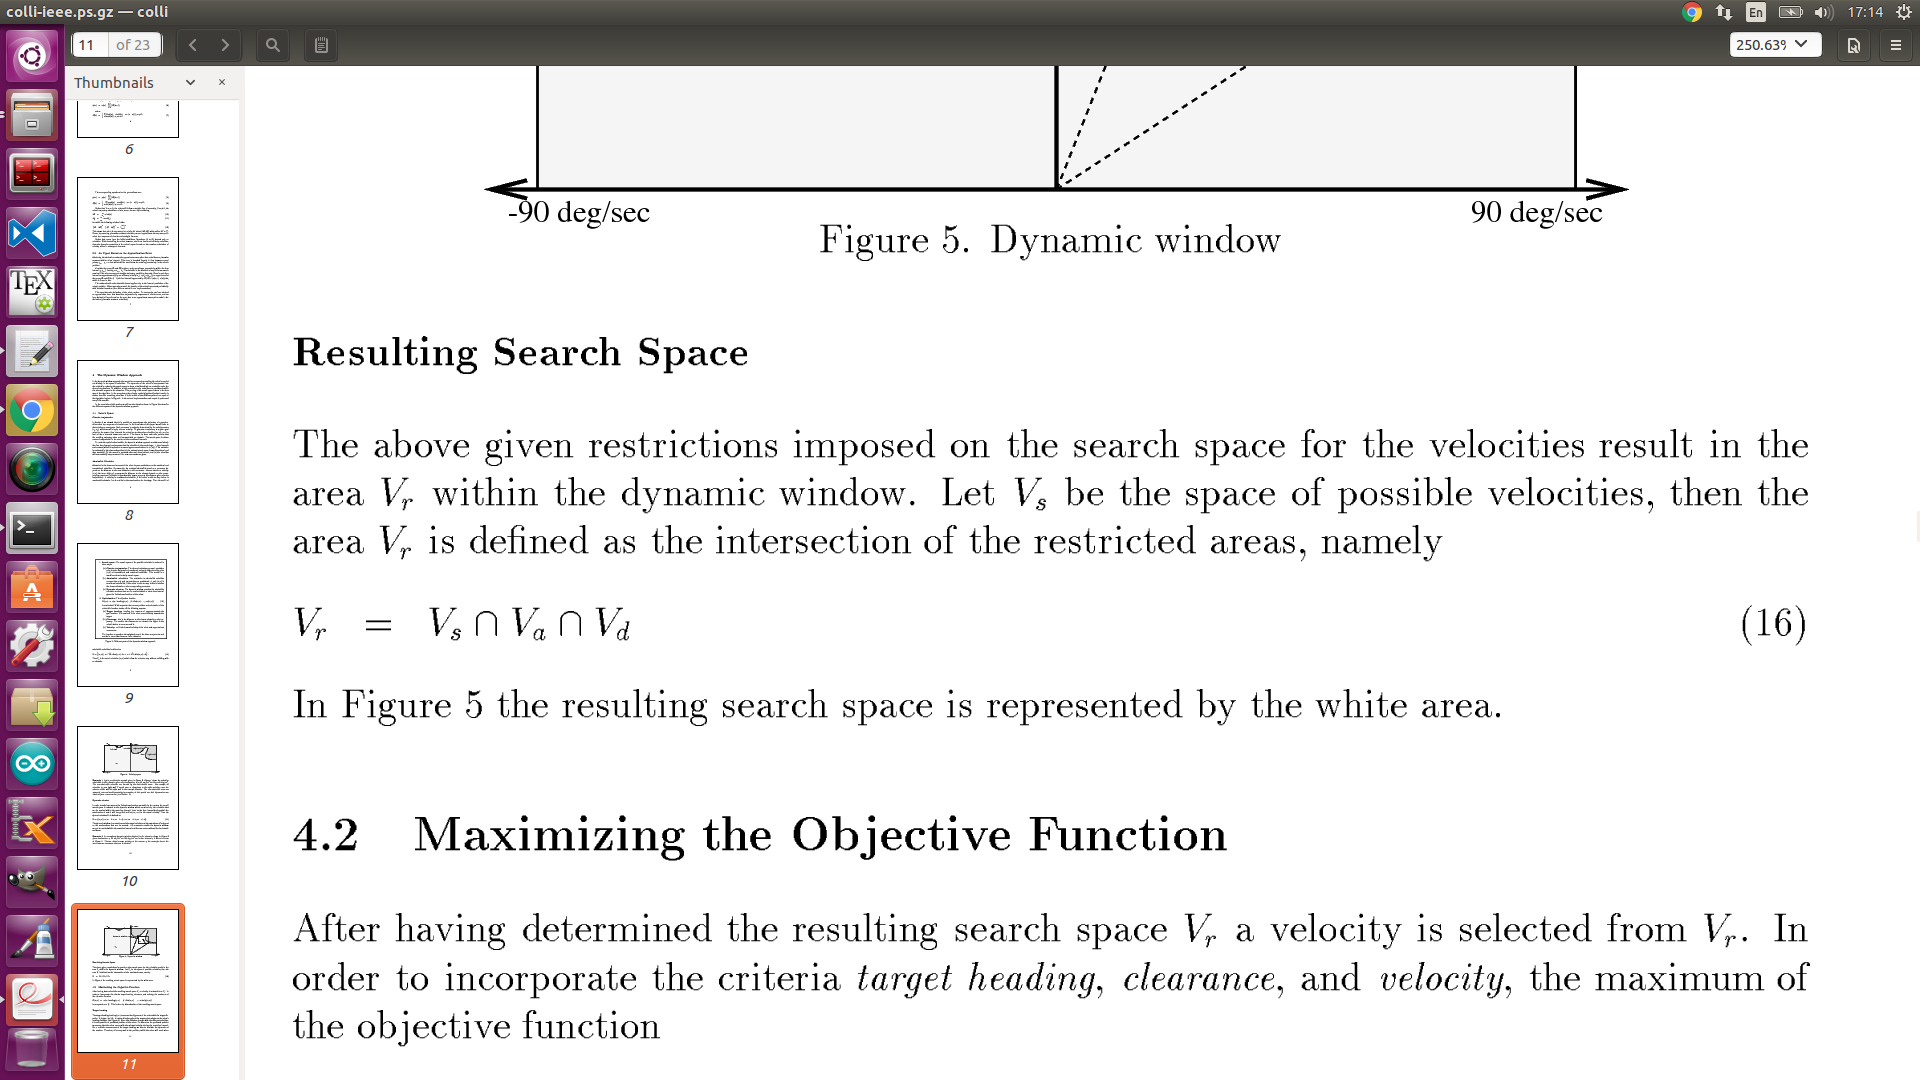 colli-ieee.ps.gz — colli
En
17:14
11 of 23
250.63%
Thumbnails
6
7
8
9
10
11
-90 deg/sec
90 deg/sec
Figure 5. Dynamic window
Resulting Search Space
The above given restrictions imposed on the search space for the velocities result in the
area Vr within the dynamic window. Let Vs be the space of possible velocities, then the
area Vr is defined as the intersection of the restricted areas, namely
Vr = Vs ∩ Va ∩ Vd (16)
In Figure 5 the resulting search space is represented by the white area.
4.2 Maximizing the Objective Function
After having determined the resulting search space Vr a velocity is selected from Vr. In
order to incorporate the criteria target heading, clearance, and velocity, the maximum of
the objective function